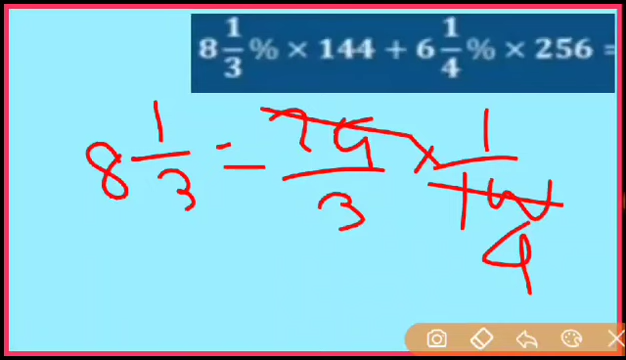 8 1/3 % × 144 + 6 1/4 % × 256 =
8 1/3 = 25/3 × 1/100
4